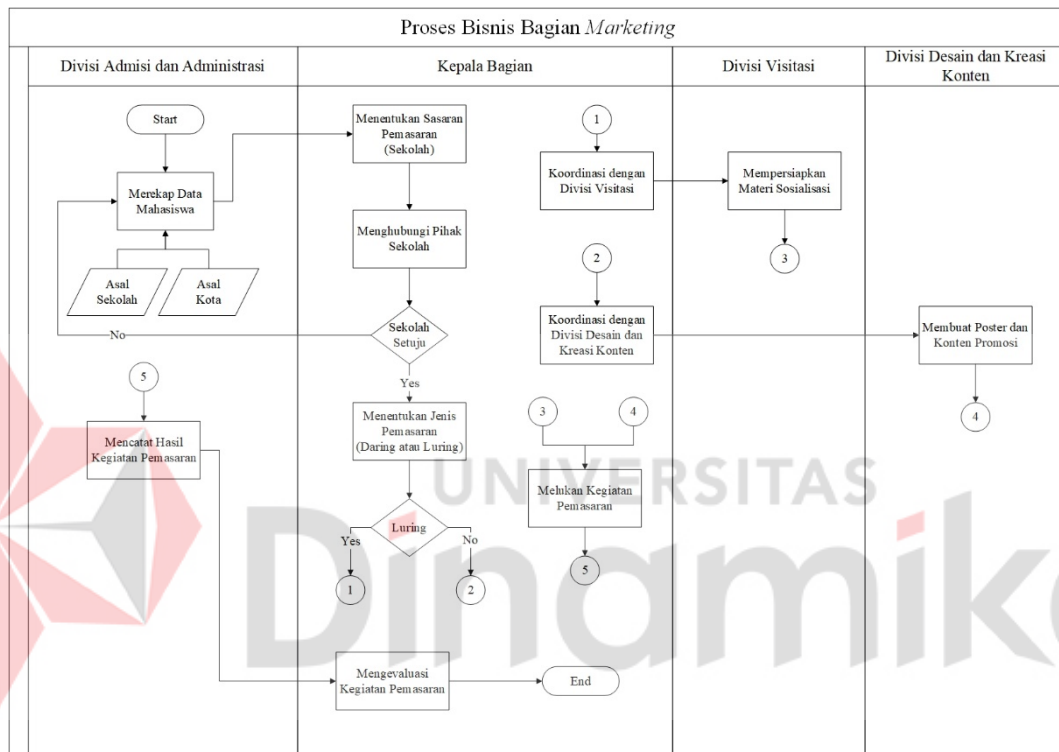 Proses Bisnis Bagian Marketing
Divisi Admisi dan Administrasi
Kepala Bagian
Divisi Visitasi
Divisi Desain dan Kreasi
Konten
Start
Merekap Data
Mahasiswa
Asal
Sekolah
Asal
Kota
No
5
Mencatat Hasil
Kegiatan Pemasaran
Menentukan Sasaran
Pemasaran
(Sekolah)
Menghubungi Pihak
Sekolah
Sekolah
Setuju
Yes
Menentukan Jenis
Pemasaran
(Daring atau Luring)
Luring
Yes
No
1
2
Mengevaluasi
Kegiatan Pemasaran
End
1
Koordinasi dengan
Divisi Visitasi
2
Koordinasi dengan
Divisi Desain dan
Kreasi Konten
3
4
Melukan Kegiatan
Pemasaran
5
Mempersiapkan
Materi Sosialisasi
3
Membuat Poster dan
Konten Promosi
4
UNIVERSITAS
Dinamika